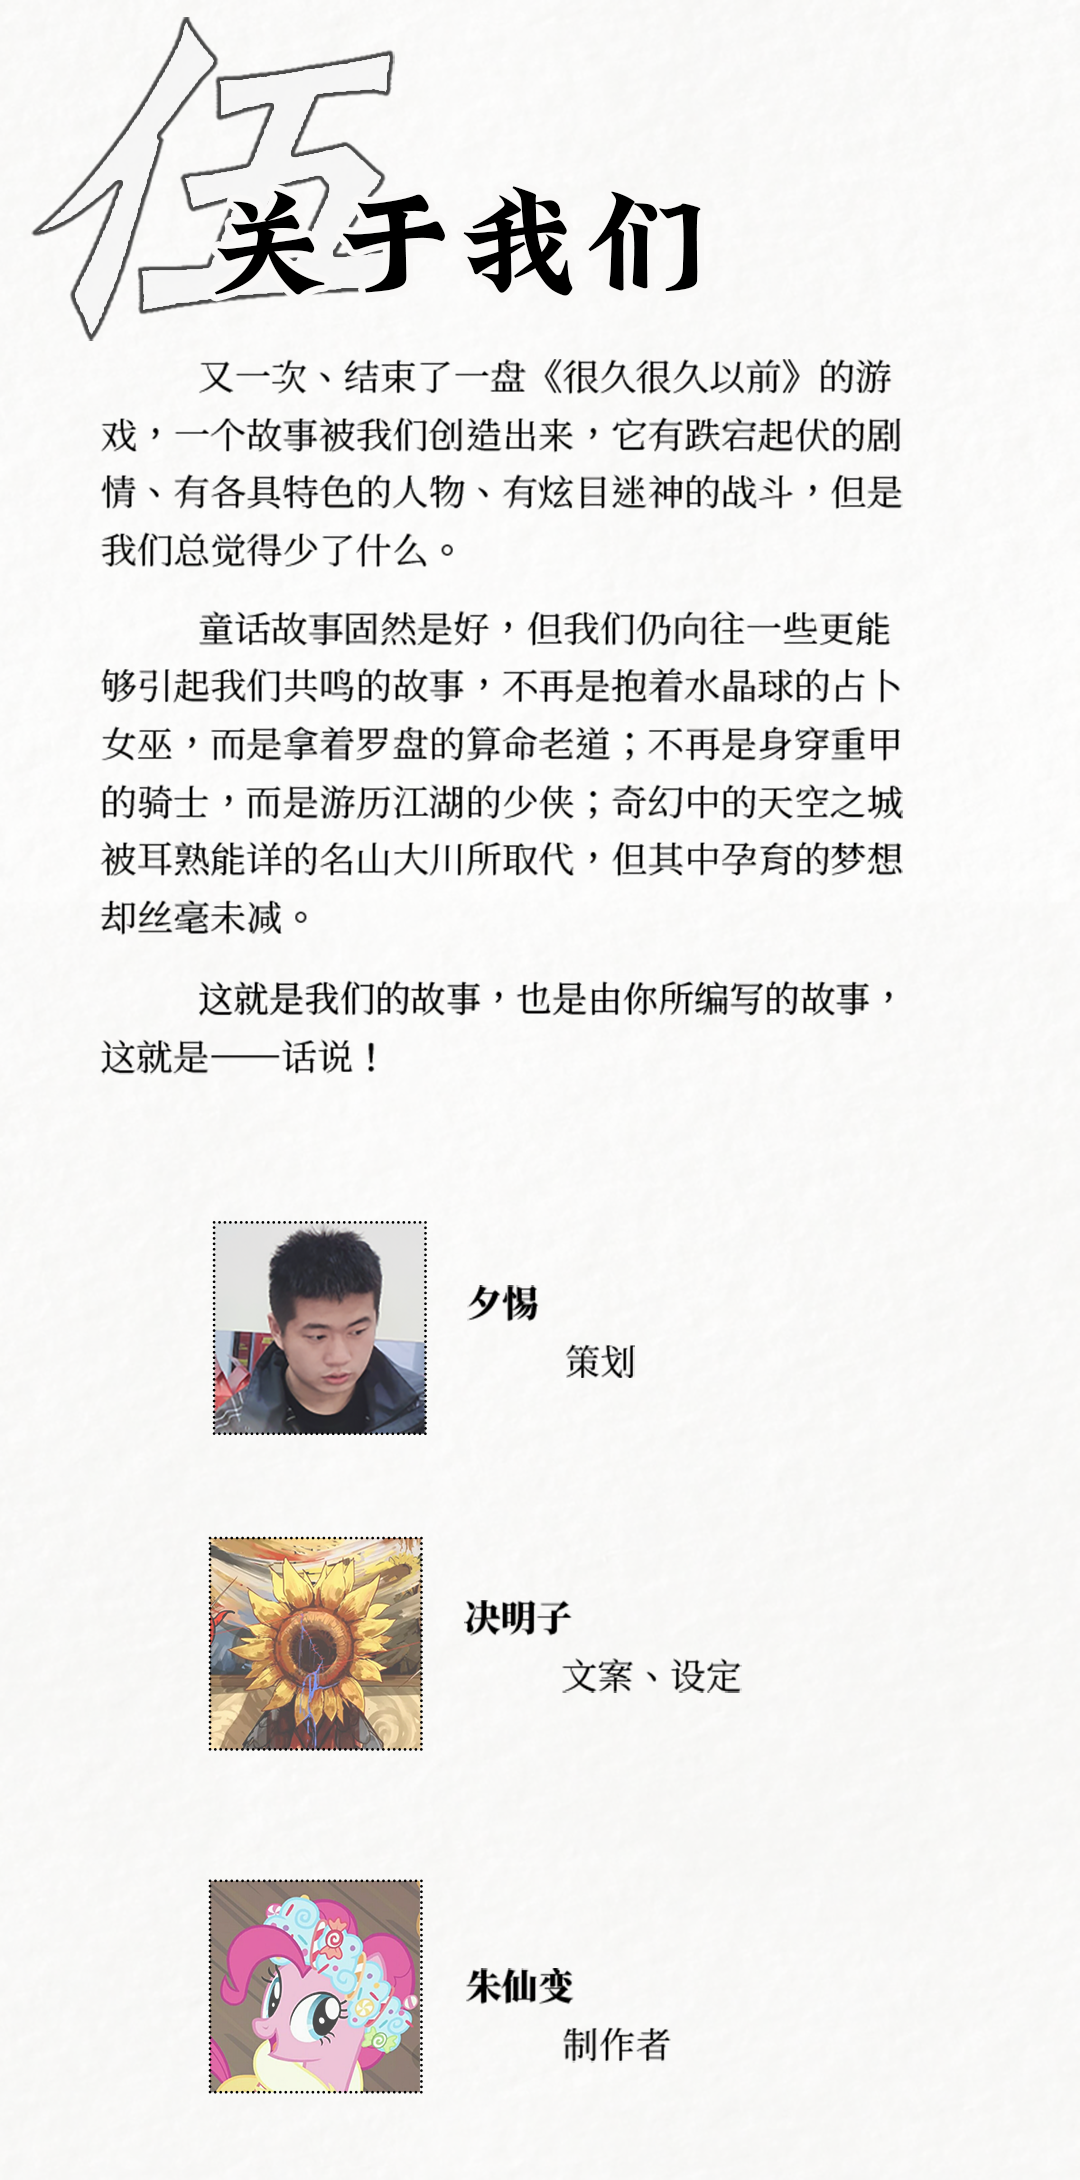 伍
关于我们
又一次、结束了一盘《很久很久以前》的游
戏，一个故事被我们创造出来，它有跌宕起伏的剧
情、有各具特色的人物、有炫目迷神的战斗，但是
我们总觉得少了什么。
童话故事固然是好，但我们仍向往一些更能
够引起我们共鸣的故事，不再是抱着水晶球的占卜
女巫，而是拿着罗盘的算命老道；不再是身穿重甲
的骑士，而是游历江湖的少侠；奇幻中的天空之城
被耳熟能详的名山大川所取代，但其中孕育的梦想
却丝毫未减。
这就是我们的故事，也是由你所编写的故事，
这就是——话说！
夕惕
策划
决明子
文案、设定
朱仙变
制作者